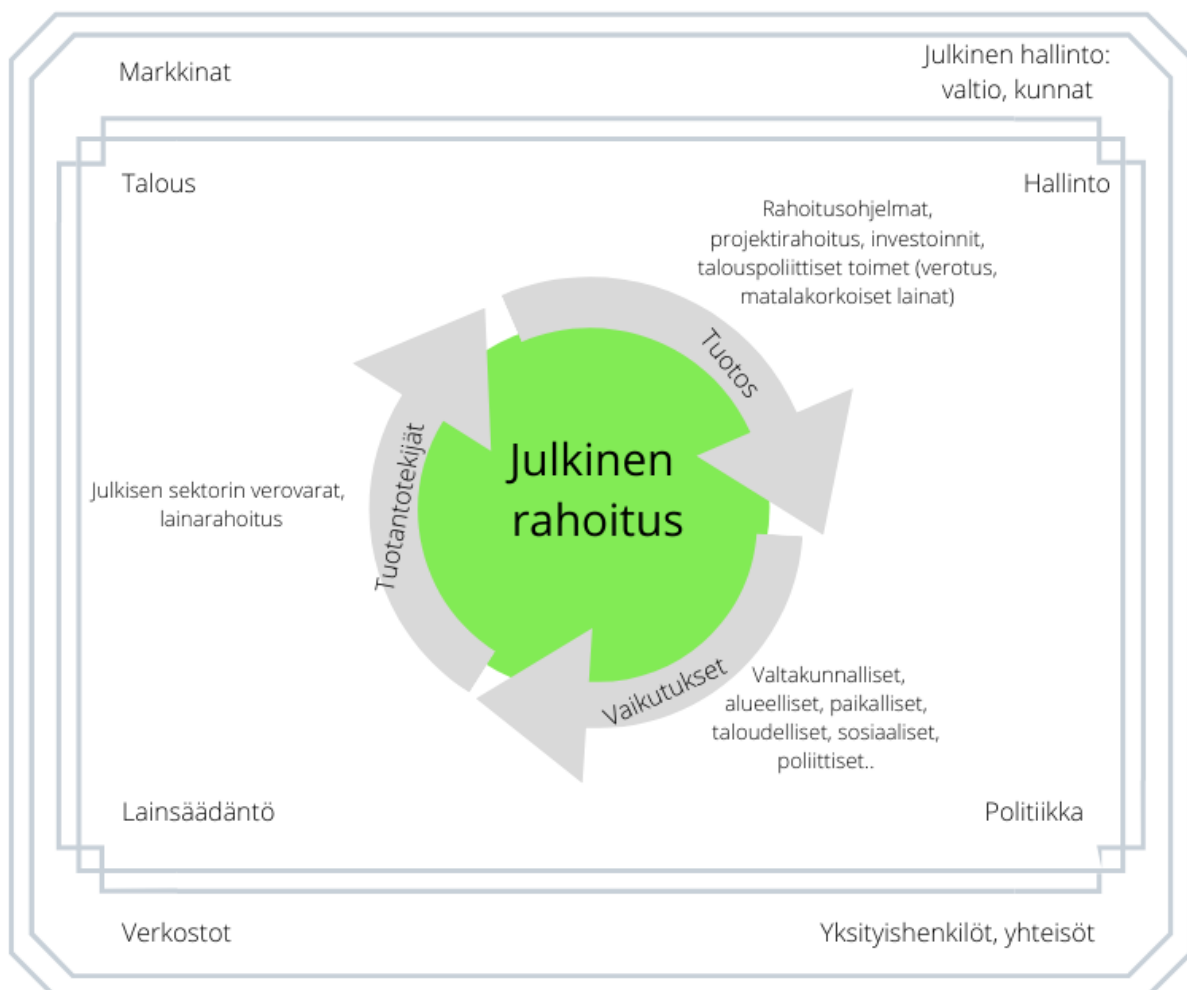 Markkinat
Julkinen hallinto:
valtio, kunnat
Talous
Hallinto
Rahoitusohjelmat,
projektirahoitus, investoinnit,
talouspoliittiset toimet (verotus,
matalakorkoiset lainat)
Tuotos
Julkinen
rahoitus
Tuotantotekijät
Julkisen sektorin verovarat,
lainarahoitus
Vaikutukset
Valtakunnalliset,
alueelliset, paikalliset,
taloudelliset, sosiaaliset,
poliittiset..
Lainsäädäntö
Politiikka
Verkostot
Yksityishenkilöt, yhteisöt